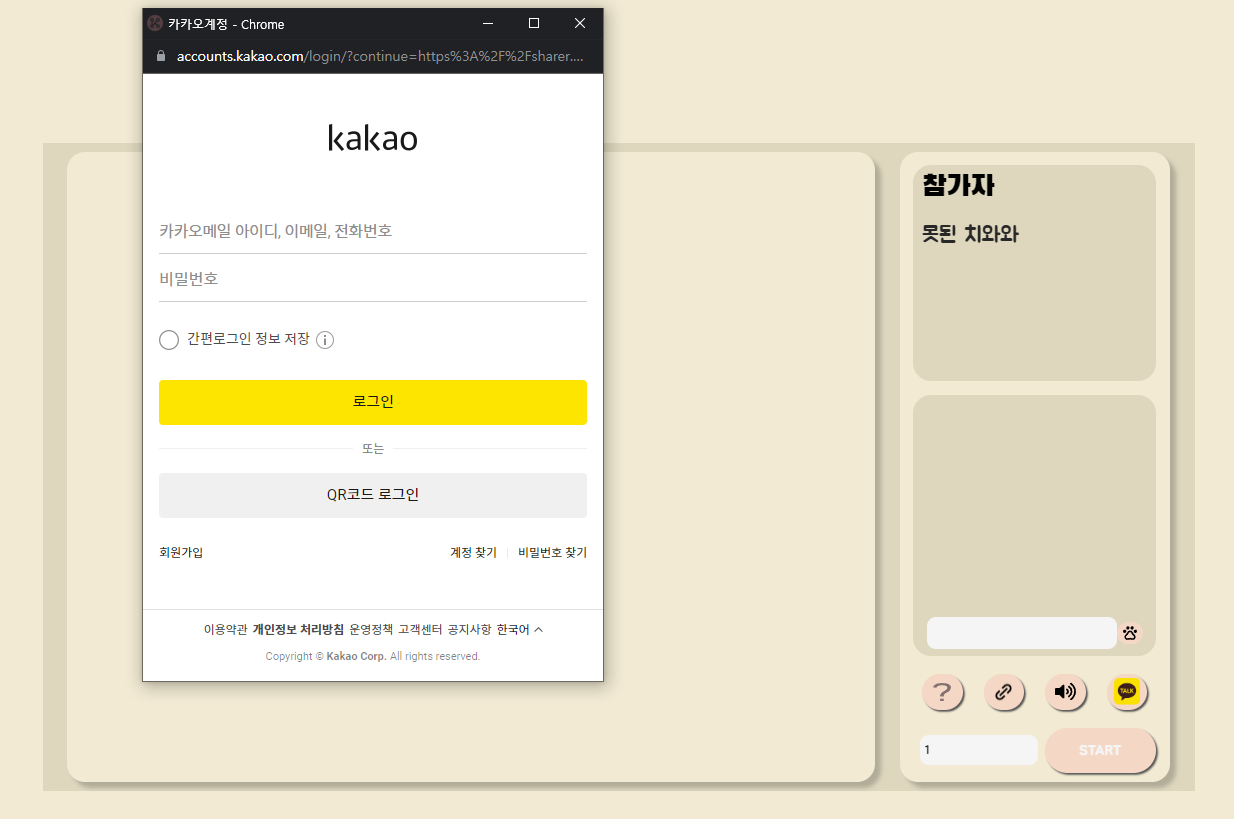 카카오계정 - Chrome
accounts.kakao.com/login/?continue=https%3A%2F%2Fsharer....
kakao
카카오메일 아이디, 이메일, 전화번호
비밀번호
간편로그인 정보 저장
로그인
또는
QR코드 로그인
회원가입
계정 찾기
비밀번호 찾기
이용약관 개인정보 처리방침 운영정책 고객센터 공지사항 한국어
Copyright © Kakao Corp. All rights reserved.
참가자
못된 치와와
?
TALK
1
START